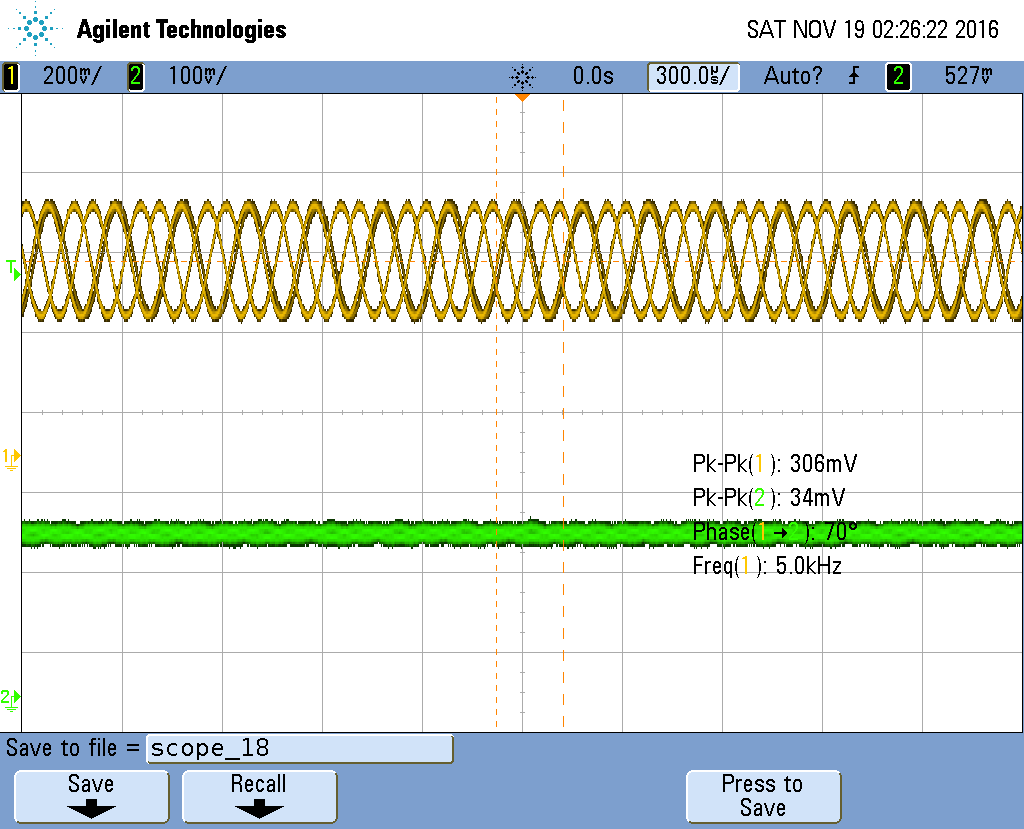 Agilent Technologies
SAT NOV 19 02:26:22 2016
1 200mV/ 2 100mV/ 0.0s 300.0us/ Auto? 2 527mV
T
1
Pk-Pk(1): 306mV
Pk-Pk(2): 34mV
Phase(1→ ): 70°
Freq(1): 5.0kHz
2
Save to file = scope_18
Save
Recall
Press to
Save